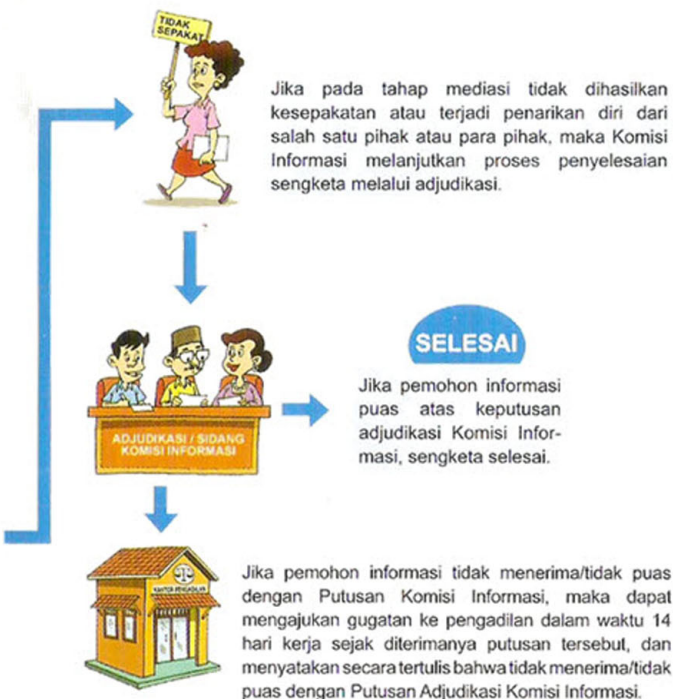 TIDAK
SEPAKAT
Jika pada tahap mediasi tidak dihasilkan
kesepakatan atau terjadi penarikan diri dari
salah satu pihak atau para pihak, maka Komisi
Informasi melanjutkan proses penyelesaian
sengketa melalui adjudikasi.
SELESAI
Jika pemohon informasi
puas atas keputusan
adjudikasi Komisi Infor-
masi, sengketa selesai.
ADJUDIKASI / SIDANG
KOMISI INFORMASI
KANTOR PENGADILAN
Jika pemohon informasi tidak menerima/tidak puas
dengan Putusan Komisi Informasi, maka dapat
mengajukan gugatan ke pengadilan dalam waktu 14
hari kerja sejak diterimanya putusan tersebut, dan
menyatakan secara tertulis bahwa tidak menerima/tidak
puas dengan Putusan Adjudikasi Komisi Informasi.